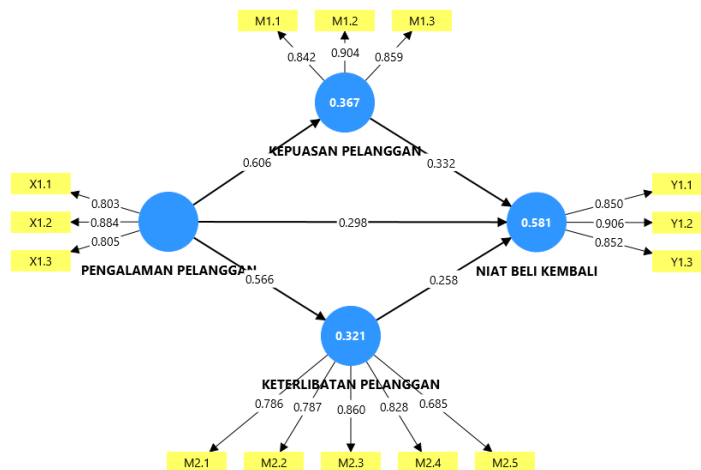 M1.1 M1.2 M1.3
0.842 0.904 0.859
0.367
KEPUASAN PELANGGAN
0.606 0.332
X1.1 0.803
X1.2 0.884
X1.3 0.805
PENGALAMAN PELANGGAN
0.298
0.581
NIAT BELI KEMBALI
0.850 Y1.1
0.906 Y1.2
0.852 Y1.3
0.566 0.258
0.321
KETERLIBATAN PELANGGAN
0.786 0.787 0.860 0.828 0.685
M2.1 M2.2 M2.3 M2.4 M2.5